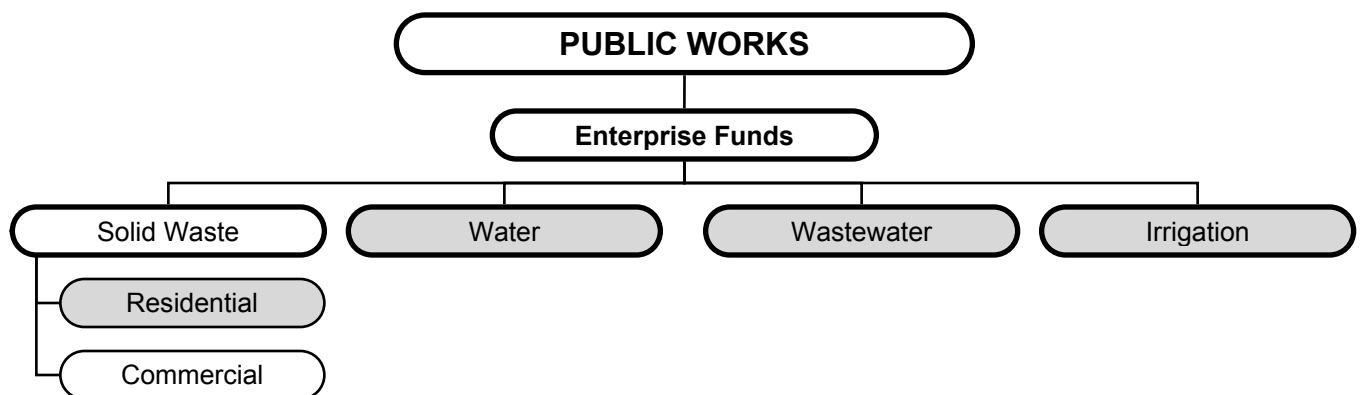 PUBLIC WORKS
Enterprise Funds
Solid Waste
Water
Wastewater
Irrigation
Residential
Commercial